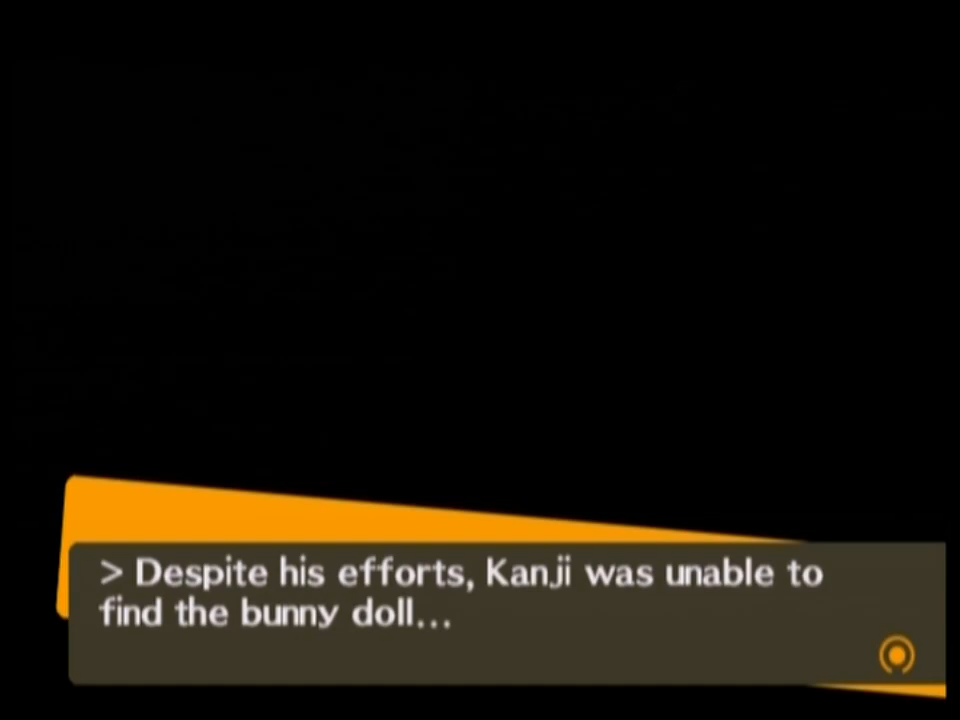 > Despite his efforts, Kanji was unable to
find the bunny doll...